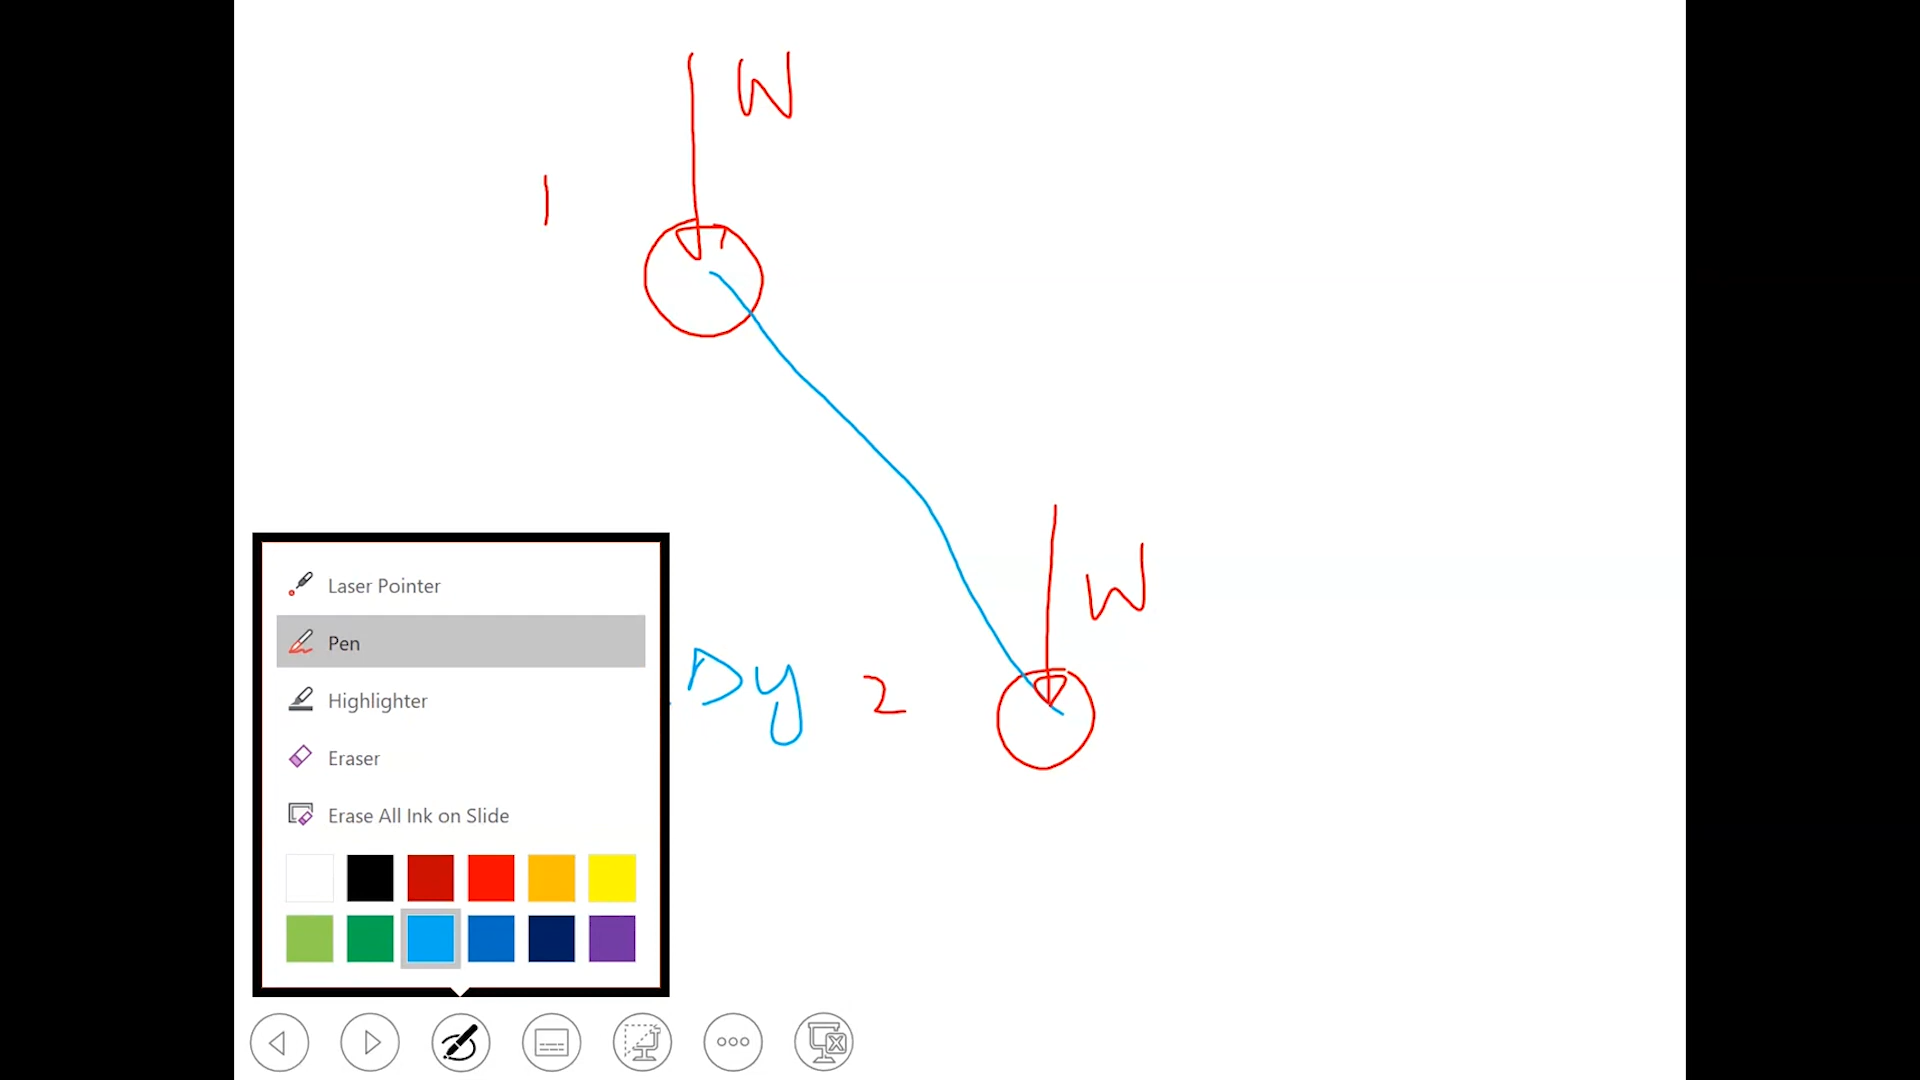 W
1
W
Dy 2
Laser Pointer
Pen
Highlighter
Eraser
Erase All Ink on Slide